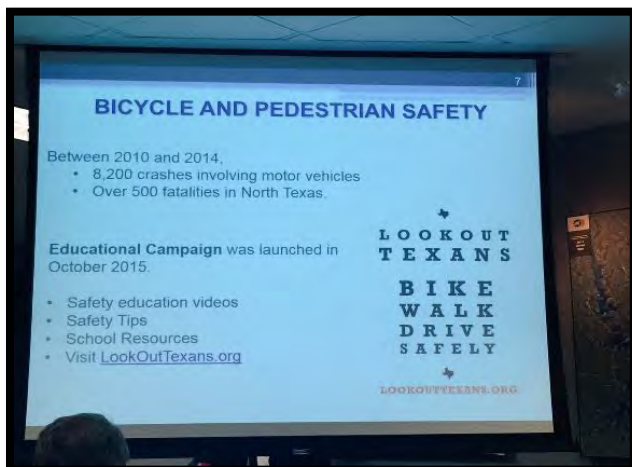 7
BICYCLE AND PEDESTRIAN SAFETY
Between 2010 and 2014,
• 8,200 crashes involving motor vehicles
• Over 500 fatalities in North Texas.
Educational Campaign was launched in
October 2015.
• Safety education videos
• Safety Tips
• School Resources
• Visit LookOutTexans.org
LOOKOUT
TEXANS
BIKE
WALK
DRIVE
SAFELY
LOOKOUTTEXANS.ORG